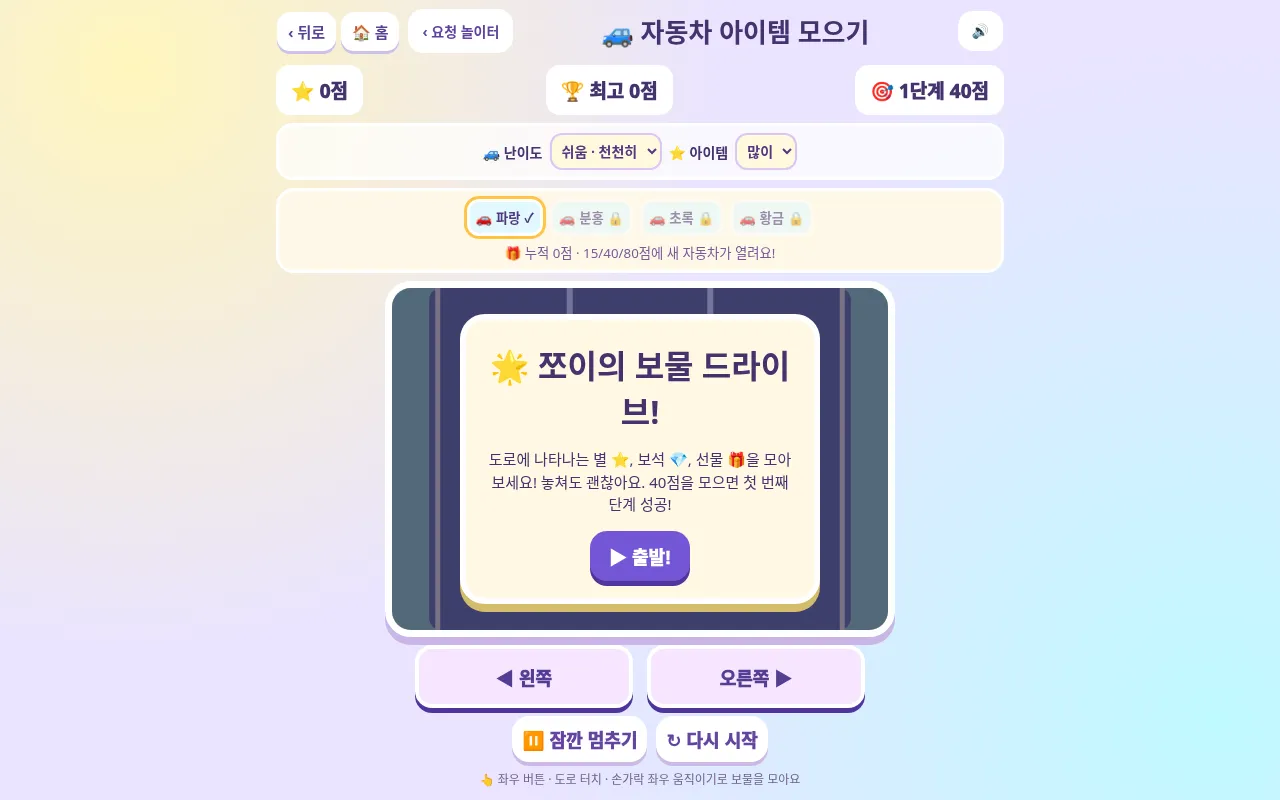 ‹ 뒤로
🏠 홈
‹ 요청 놀이터
🚙 자동차 아이템 모으기
🔊
⭐ 0점
🏆 최고 0점
🎯 1단계 40점
🚙 난이도
쉬움 · 천천히
⭐ 아이템
많이
🚗 파랑 ✓
🚗 분홍 🔒
🚗 초록 🔒
🚗 황금 🔒
🎁 누적 0점 · 15/40/80점에 새 자동차가 열려요!
🌟 쪼이의 보물 드라이
브!
도로에 나타나는 별 ⭐, 보석 💎, 선물 🎁을 모아
보세요! 놓쳐도 괜찮아요. 40점을 모으면 첫 번째
단계 성공!
▶ 출발!
◀ 왼쪽
오른쪽 ▶
⏸️ 잠깐 멈추기
↻ 다시 시작
👆 좌우 버튼 · 도로 터치 · 손가락 좌우 움직이기로 보물을 모아요